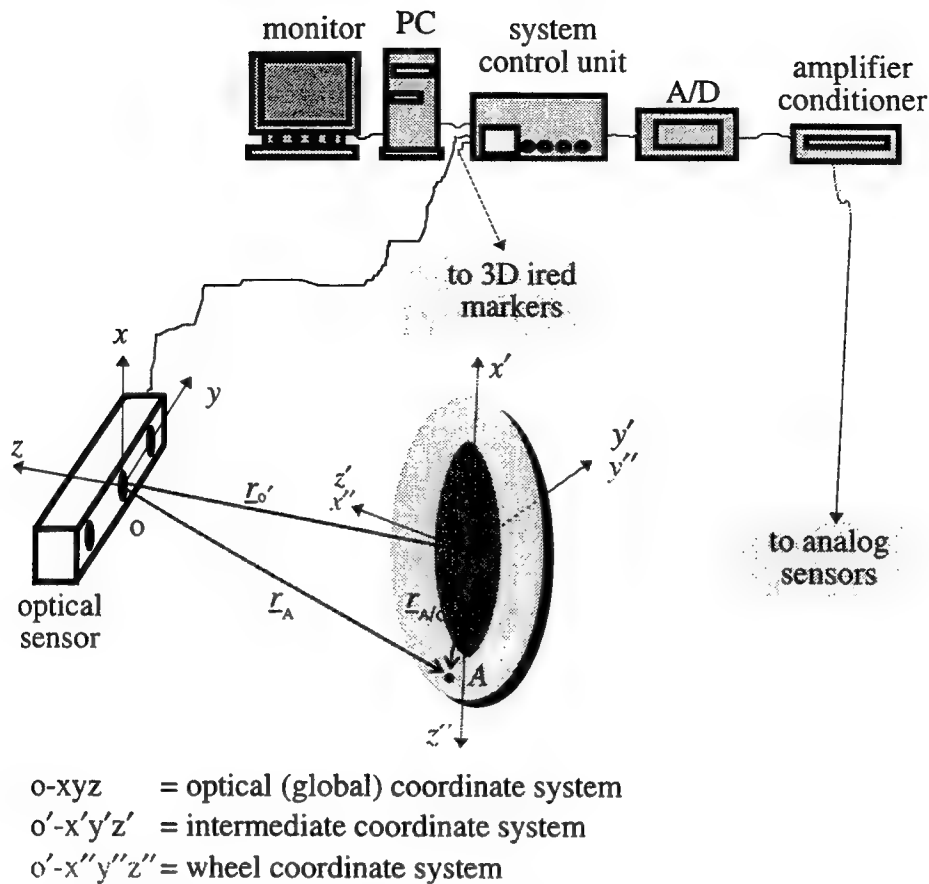 monitor
PC
system
control unit
A/D
amplifier
conditioner
to 3D ired
markers
x
y
z
o
optical
sensor
r_o'
r_A
r_A/o
x'
y'
y''
z'
x''
A
z''
to analog
sensors
o-xyz = optical (global) coordinate system
o'-x'y'z' = intermediate coordinate system
o'-x''y''z'' = wheel coordinate system